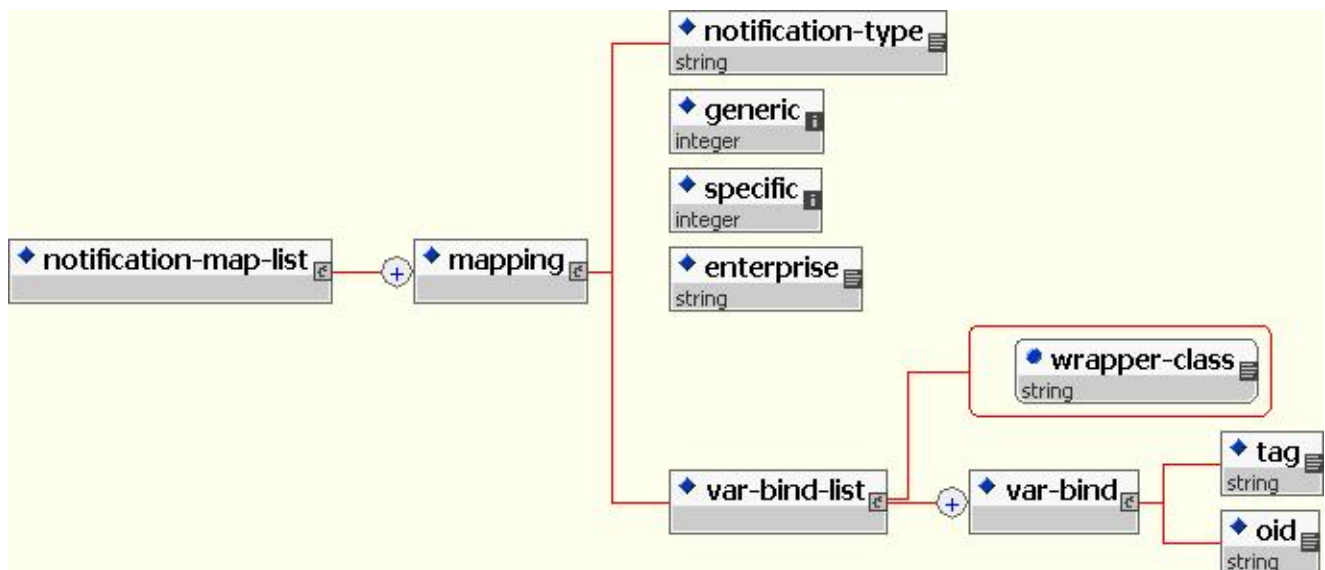 notification-type
string
generic
integer
specific
integer
notification-map-list
mapping
enterprise
string
wrapper-class
string
var-bind-list
var-bind
tag
string
oid
string